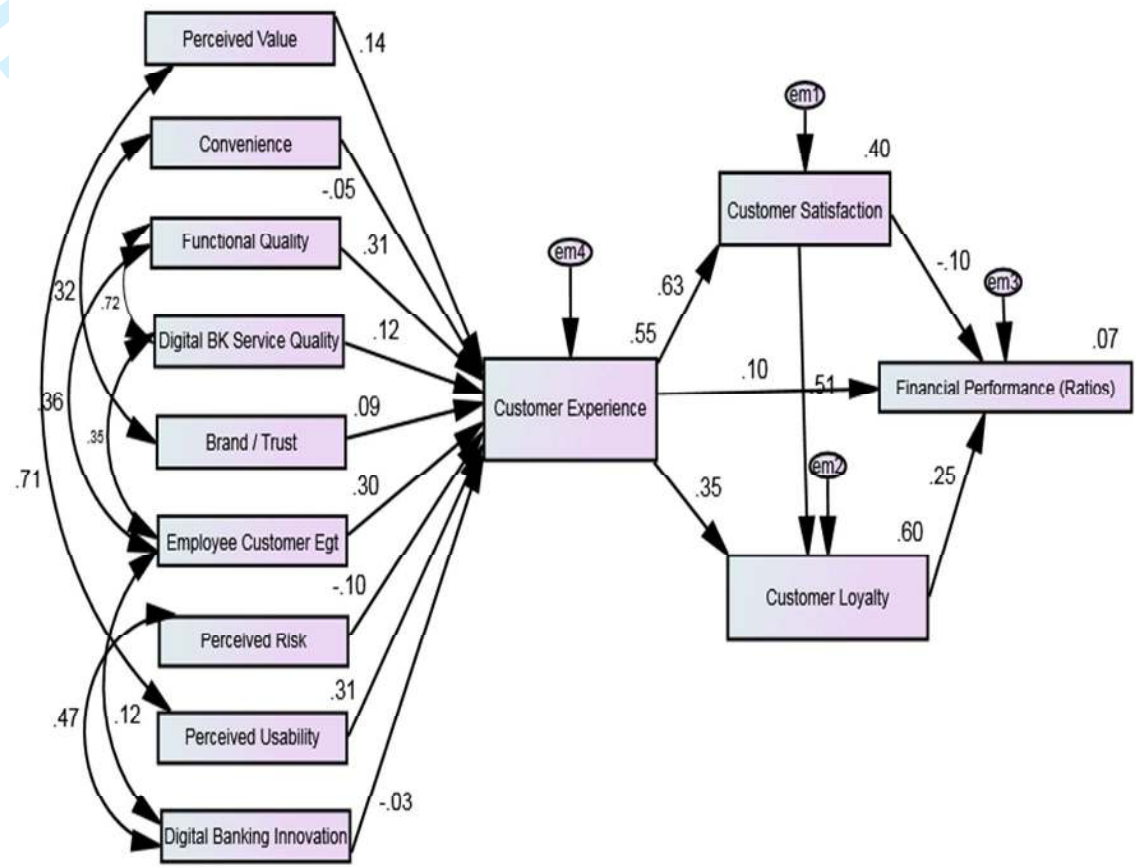 Perceived Value
.14
em1
Convenience
.40
-.05
Customer Satisfaction
Functional Quality
.31
em4
-.10
em3
.32
.72
.63
Digital BK Service Quality
.12
.55
.07
.10
.51
Financial Performance (Ratios)
Customer Experience
.36
.09
.35
Brand / Trust
em2
.71
.30
.35
.25
Employee Customer Egt
.60
-.10
Customer Loyalty
Perceived Risk
.31
.47
.12
Perceived Usability
-.03
Digital Banking Innovation